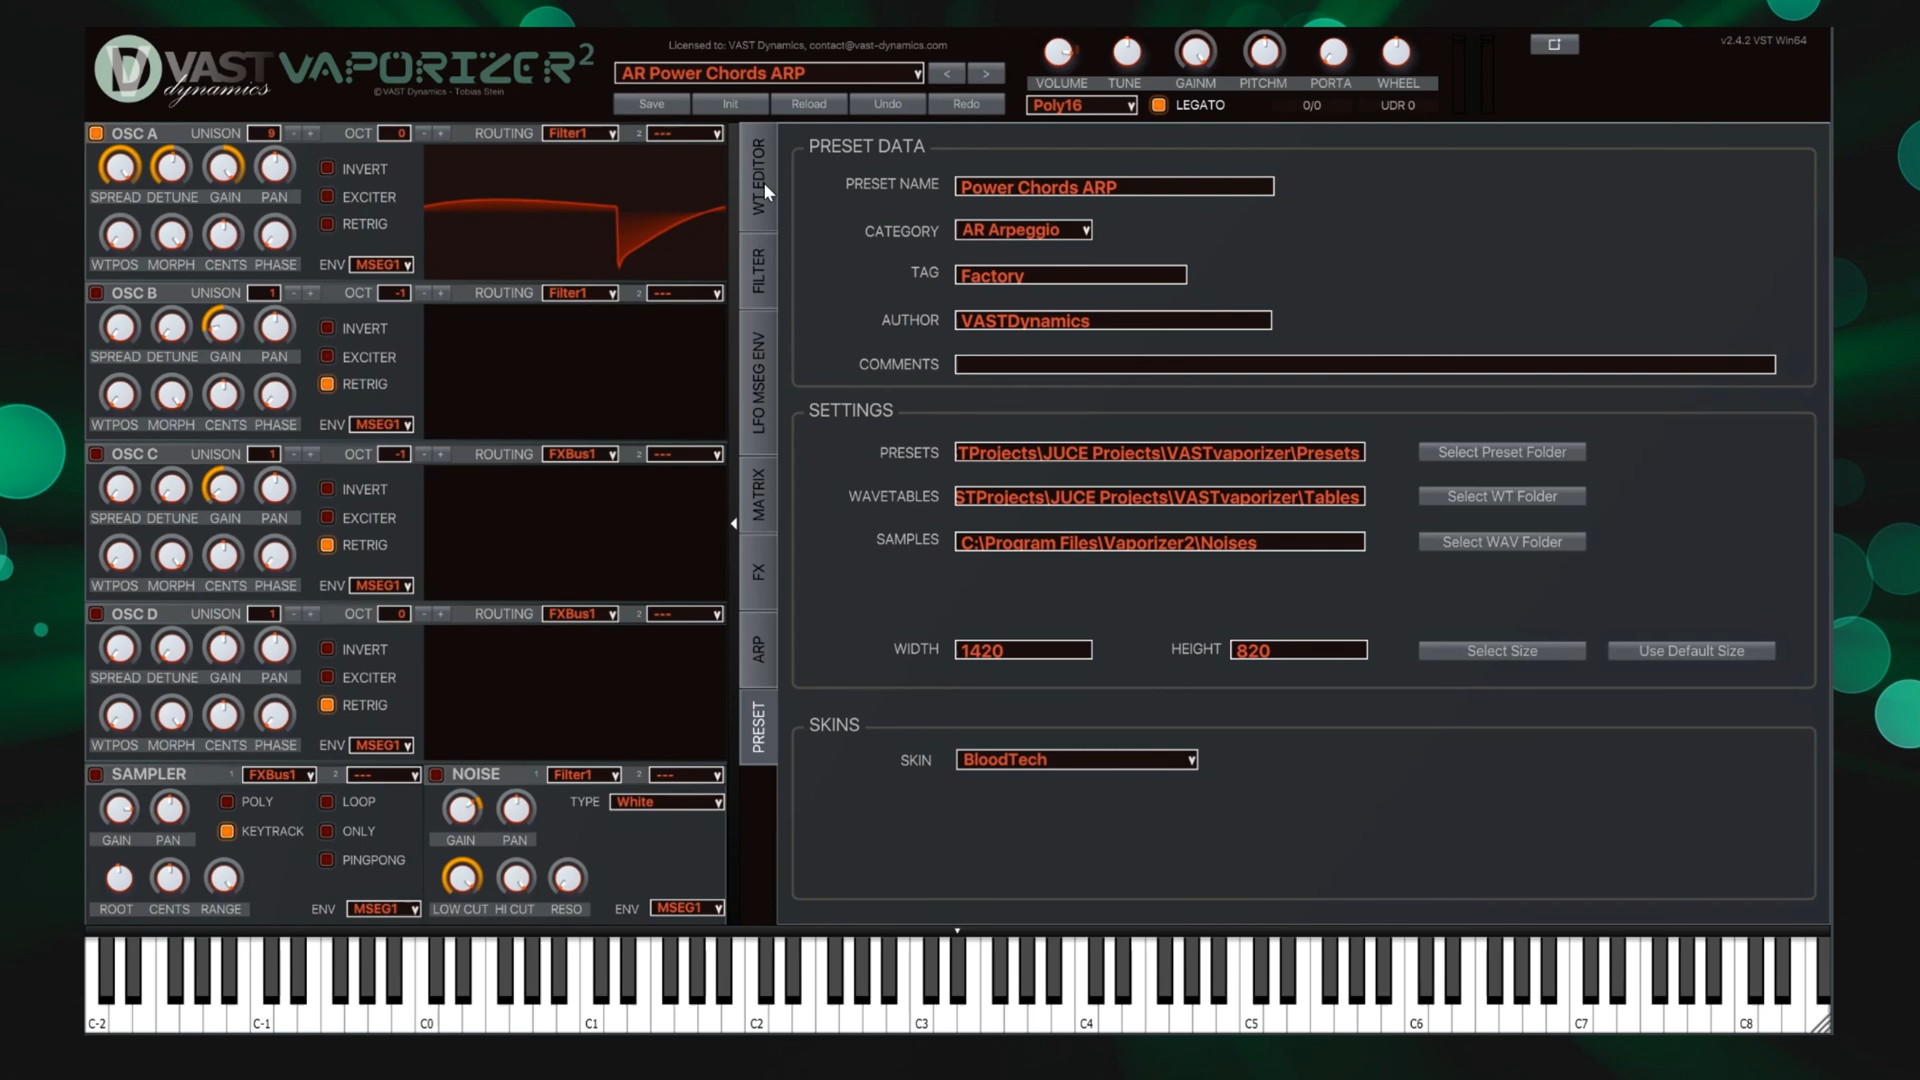 VAST dynamics VAPORIZER2
©VAST Dynamics - Tobias Stein
Licensed to: VAST Dynamics, contact@vast-dynamics.com
AR Power Chords ARP < >
Save Init Reload Undo Redo
VOLUME TUNE GAINM PITCHM PORTA WHEEL
Poly16 LEGATO 0/0 UDR 0
v2.4.2 VST Win64
OSC A UNISON 9 - + OCT 0 - + ROUTING Filter1 2 ---
INVERT
SPREAD DETUNE GAIN PAN EXCITER
RETRIG
WTPOS MORPH CENTS PHASE ENV MSEG1
OSC B UNISON 1 - + OCT -1 - + ROUTING Filter1 2 ---
INVERT
SPREAD DETUNE GAIN PAN EXCITER
RETRIG
WTPOS MORPH CENTS PHASE ENV MSEG1
OSC C UNISON 1 - + OCT -1 - + ROUTING FXBus1 2 ---
INVERT
SPREAD DETUNE GAIN PAN EXCITER
RETRIG
WTPOS MORPH CENTS PHASE ENV MSEG1
OSC D UNISON 1 - + OCT 0 - + ROUTING FXBus1 2 ---
INVERT
SPREAD DETUNE GAIN PAN EXCITER
RETRIG
WTPOS MORPH CENTS PHASE ENV MSEG1
SAMPLER 1 FXBus1 2 ---
POLY LOOP
GAIN PAN KEYTRACK ONLY
PINGPONG
ROOT CENTS RANGE ENV MSEG1
NOISE 1 Filter1 2 ---
TYPE White
GAIN PAN
LOW CUT HI CUT RESO ENV MSEG1
WT EDITOR
FILTER
LFO MSEG ENV
MATRIX
FX
ARP
PRESET
PRESET DATA
PRESET NAME Power Chords ARP
CATEGORY AR Arpeggio
TAG Factory
AUTHOR VASTDynamics
COMMENTS
SETTINGS
PRESETS TProjects\JUCE Projects\VASTvaporizer\Presets Select Preset Folder
WAVETABLES STProjects\JUCE Projects\VASTvaporizer\Tables Select WT Folder
SAMPLES C:\Program Files\Vaporizer2\Noises Select WAV Folder
WIDTH 1420 HEIGHT 820 Select Size Use Default Size
SKINS
SKIN BloodTech
C-2 C-1 C0 C1 C2 C3 C4 C5 C6 C7 C8